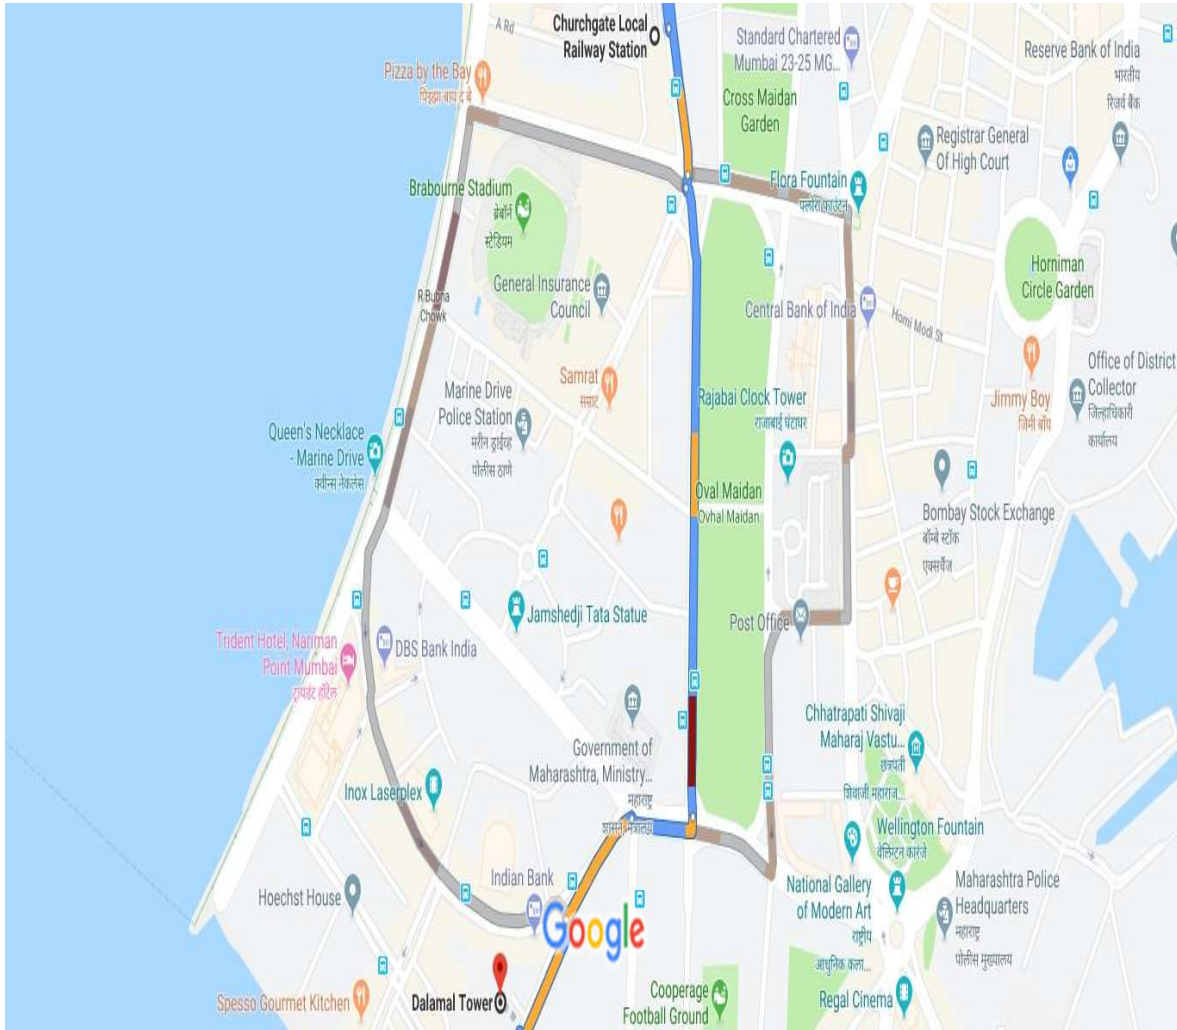 Churchgate Local
Railway Station
A Rd
Standard Chartered
Mumbai 23-25 MG...
Reserve Bank of India
भारतीय
रिजर्व बैंक
Pizza by the Bay
पिझ्झा बाय द बे
Cross Maidan
Garden
Registrar General
Of High Court
Flora Fountain
फ्लोरा फाउंटन
Brabourne Stadium
ब्रेबॉर्न
स्टेडियम
Horniman
Circle Garden
General Insurance
Council
R Bubna
Chowk
Central Bank of India
Homi Modi St
Samrat
सम्राट
Marine Drive
Police Station
मरीन ड्राईव्ह
पोलीस ठाणे
Rajabai Clock Tower
राजाबाई घंटाघर
Jimmy Boy
जिमी बॉय
Office of District
Collector
जिल्हाधिकारी
कार्यालय
Queen's Necklace
- Marine Drive
क्वीन्स नेकलेस
Oval Maidan
Ovhal Maidan
Bombay Stock Exchange
बॉम्बे स्टॉक
एक्सचेंज
Jamshedji Tata Statue
Post Office
Trident Hotel, Nariman
Point Mumbai
ट्रायडंट हॉटेल
DBS Bank India
Chhatrapati Shivaji
Maharaj Vastu...
छत्रपती
शिवाजी महाराज...
Government of
Maharashtra, Ministry...
महाराष्ट्र
शासन, मंत्रालय
Inox Laserplex
Wellington Fountain
वेलिंग्टन कारंजे
Hoechst House
Indian Bank
National Gallery
of Modern Art
राष्ट्रीय
आधुनिक कला...
Maharashtra Police
Headquarters
महाराष्ट्र
पोलीस मुख्यालय
Google
Spesso Gourmet Kitchen
Dalamal Tower
Cooperage
Football Ground
Regal Cinema